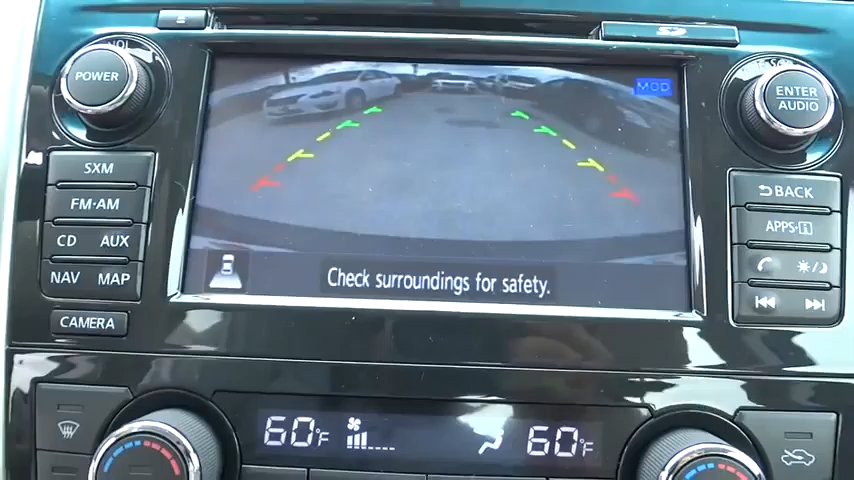 VOL
POWER
SXM
FM·AM
CD AUX
NAV MAP
CAMERA
MOD
Check surroundings for safety.
ENTER
AUDIO
BACK
APPS·i
60°F
60°F